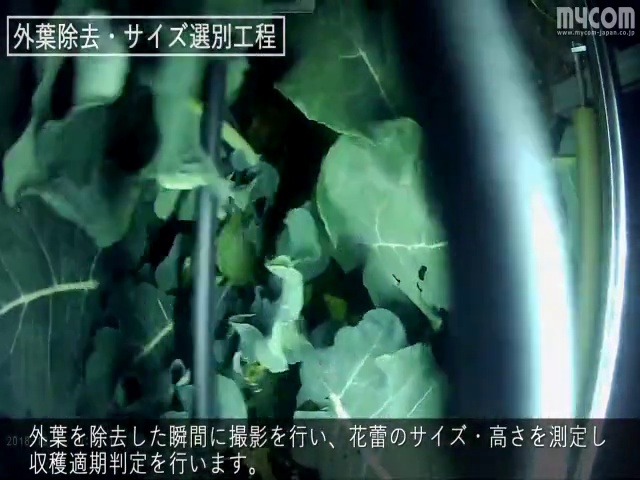 外葉除去・サイズ選別工程
mycom
www.mycom-japan.co.jp
外葉を除去した瞬間に撮影を行い、花蕾のサイズ・高さを測定し
収穫適期判定を行います。
2018